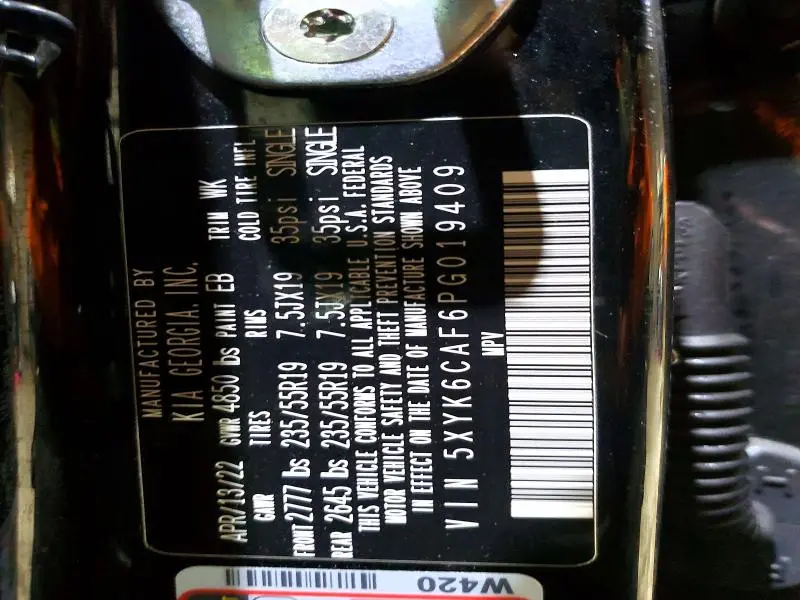 MANUFACTURED BY
KIA GEORGIA, INC.
APR/13/22 GVWR 4850 lbs PAINT EB TRIM WK
GAWR TIRES RIMS COLD TIRE INFL
FRONT 2777 lbs 235/55R19 7.5JX19 35psi SINGLE
REAR 2645 lbs 235/55R19 7.5JX19 35psi SINGLE
THIS VEHICLE CONFORMS TO ALL APPLICABLE U.S.A. FEDERAL
MOTOR VEHICLE SAFETY AND THEFT PREVENTION STANDARDS
IN EFFECT ON THE DATE OF MANUFACTURE SHOWN ABOVE
VIN 5XYK6CAF6PG019409
MPV
W420